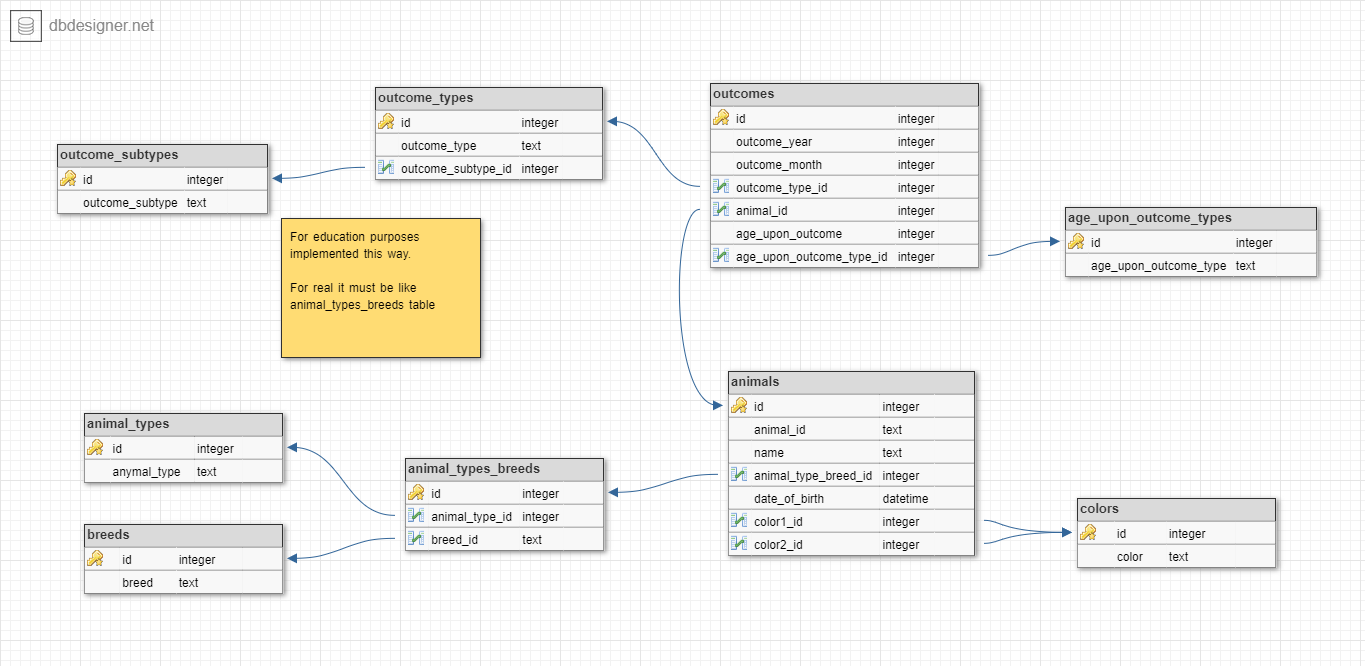 dbdesigner.net
outcome_types
id integer
outcome_type text
outcome_subtype_id integer
outcomes
id integer
outcome_year integer
outcome_month integer
outcome_type_id integer
animal_id integer
age_upon_outcome integer
age_upon_outcome_type_id integer
outcome_subtypes
id integer
outcome_subtype text
age_upon_outcome_types
id integer
age_upon_outcome_type text
For education purposes
implemented this way.
For real it must be like
animal_types_breeds table
animals
id integer
animal_id text
name text
animal_type_breed_id integer
date_of_birth datetime
color1_id integer
color2_id integer
animal_types
id integer
anymal_type text
animal_types_breeds
id integer
animal_type_id integer
breed_id text
colors
id integer
color text
breeds
id integer
breed text